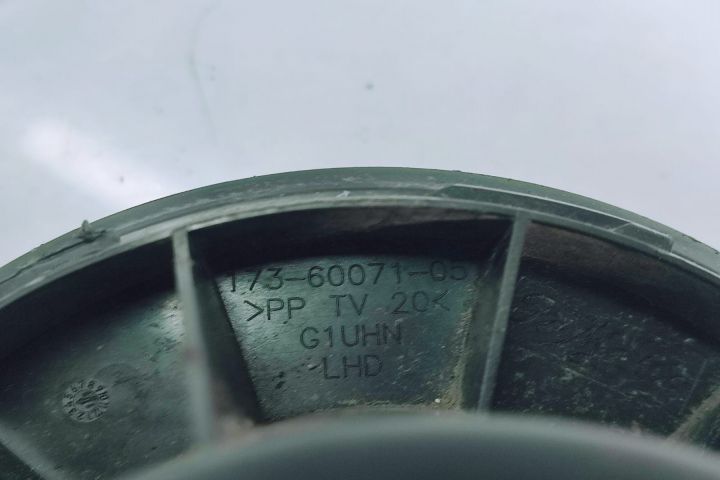 173-60071-05
>PP TV 20<
G1UHN
LHD